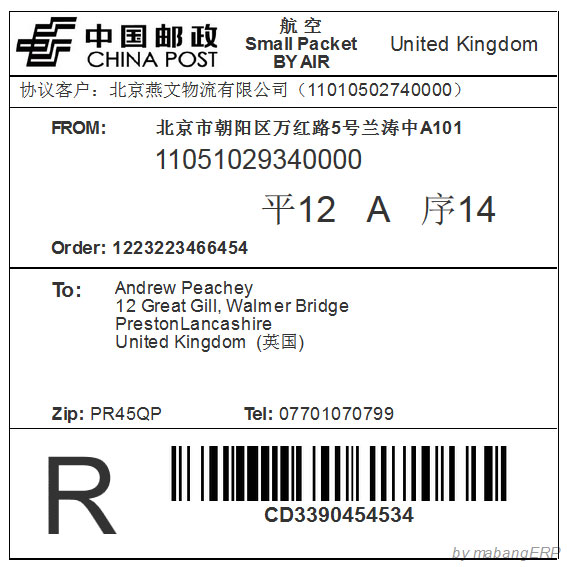 中国邮政
CHINA POST
航 空
Small Packet
BY AIR
United Kingdom
协议客户：北京燕文物流有限公司（11010502740000）
FROM: 北京市朝阳区万红路5号兰涛中A101
11051029340000
平12 A 序14
Order: 1223223466454
To: Andrew Peachey
12 Great Gill, Walmer Bridge
PrestonLancashire
United Kingdom (英国)
Zip: PR45QP Tel: 07701070799
R
CD3390454534
by mabangERP